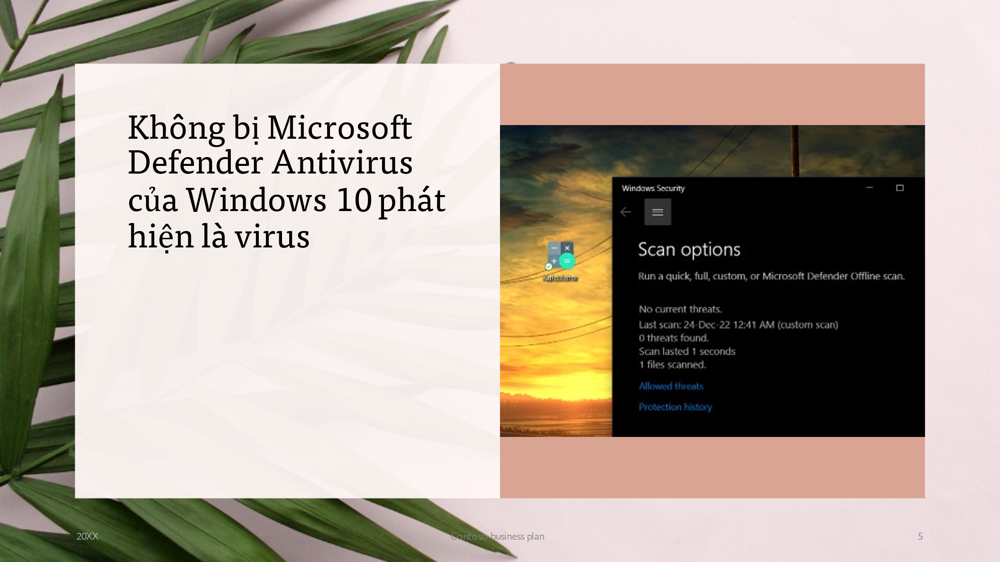 Không bị Microsoft
Defender Antivirus
của Windows 10 phát
hiện là virus
Windows Security
Scan options
Run a quick, full, custom, or Microsoft Defender Offline scan.
No current threats.
Last scan: 24-Dec-22 12:41 AM (custom scan)
0 threats found.
Scan lasted 1 seconds
1 files scanned.
Allowed threats
Protection history
20XX
Contoso business plan
5